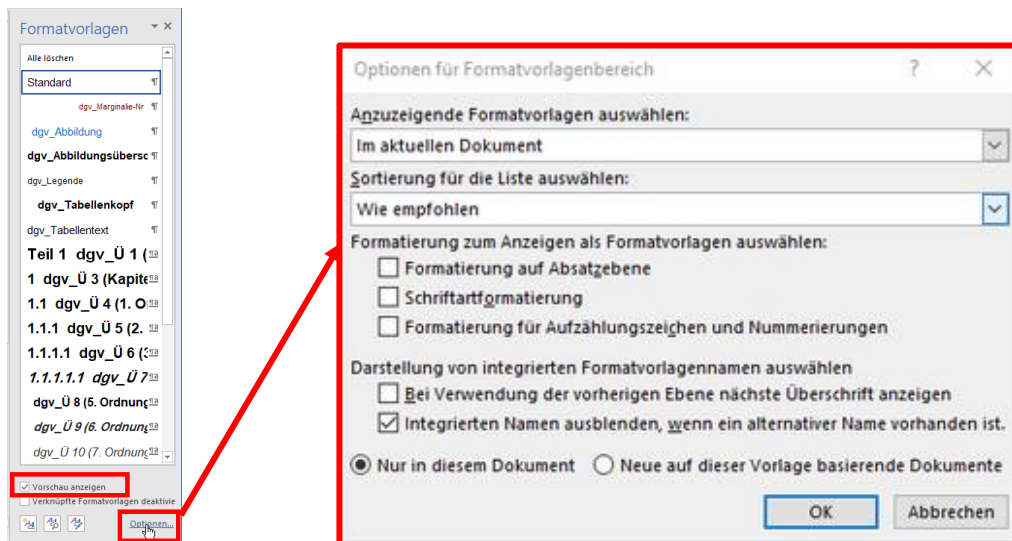 Formatvorlagen
Alle löschen
Standard ¶
dgv_Marginalie-Nr ¶
dgv_Abbildung ¶
dgv_Abbildungsübersc ¶
dgv_Legende ¶
dgv_Tabellenkopf ¶
dgv_Tabellentext ¶
Teil 1 dgv_Ü 1 ( ¶a
1 dgv_Ü 3 (Kapite ¶a
1.1 dgv_Ü 4 (1. O ¶a
1.1.1 dgv_Ü 5 (2. ¶a
1.1.1.1 dgv_Ü 6 ( ¶a
1.1.1.1.1 dgv_Ü 7 ¶a
dgv_Ü 8 (5. Ordnung ¶a
dgv_Ü 9 (6. Ordnung ¶a
dgv_Ü 10 (7. Ordnung ¶a
Vorschau anzeigen
Verknüpfte Formatvorlagen deaktivie
Optionen...
Optionen für Formatvorlagenbereich ? ×
Anzuzeigende Formatvorlagen auswählen:
Im aktuellen Dokument
Sortierung für die Liste auswählen:
Wie empfohlen
Formatierung zum Anzeigen als Formatvorlagen auswählen:
Formatierung auf Absatzebene
Schriftartformatierung
Formatierung für Aufzählungszeichen und Nummerierungen
Darstellung von integrierten Formatvorlagennamen auswählen
Bei Verwendung der vorherigen Ebene nächste Überschrift anzeigen
Integrierten Namen ausblenden, wenn ein alternativer Name vorhanden ist.
Nur in diesem Dokument Neue auf dieser Vorlage basierende Dokumente
OK Abbrechen